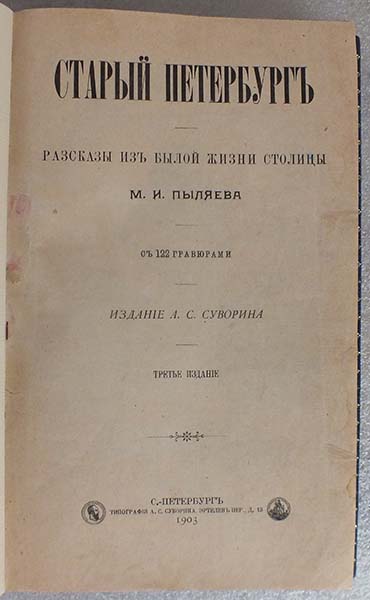 СТАРЫЙ ПЕТЕРБУРГЪ
РАЗСКАЗЫ ИЗЪ БЫЛОЙ ЖИЗНИ СТОЛИЦЫ
М. И. ПЫЛЯЕВА
СЪ 122 ГРАВЮРАМИ
ИЗДАНІЕ А. С. СУВОРИНА
ТРЕТЬЕ ИЗДАНІЕ
С.-ПЕТЕРБУРГЪ
ТИПОГРАФІЯ А. С. СУВОРИНА. ЭРТЕЛЕВЪ ПЕР., Д. 13
1903